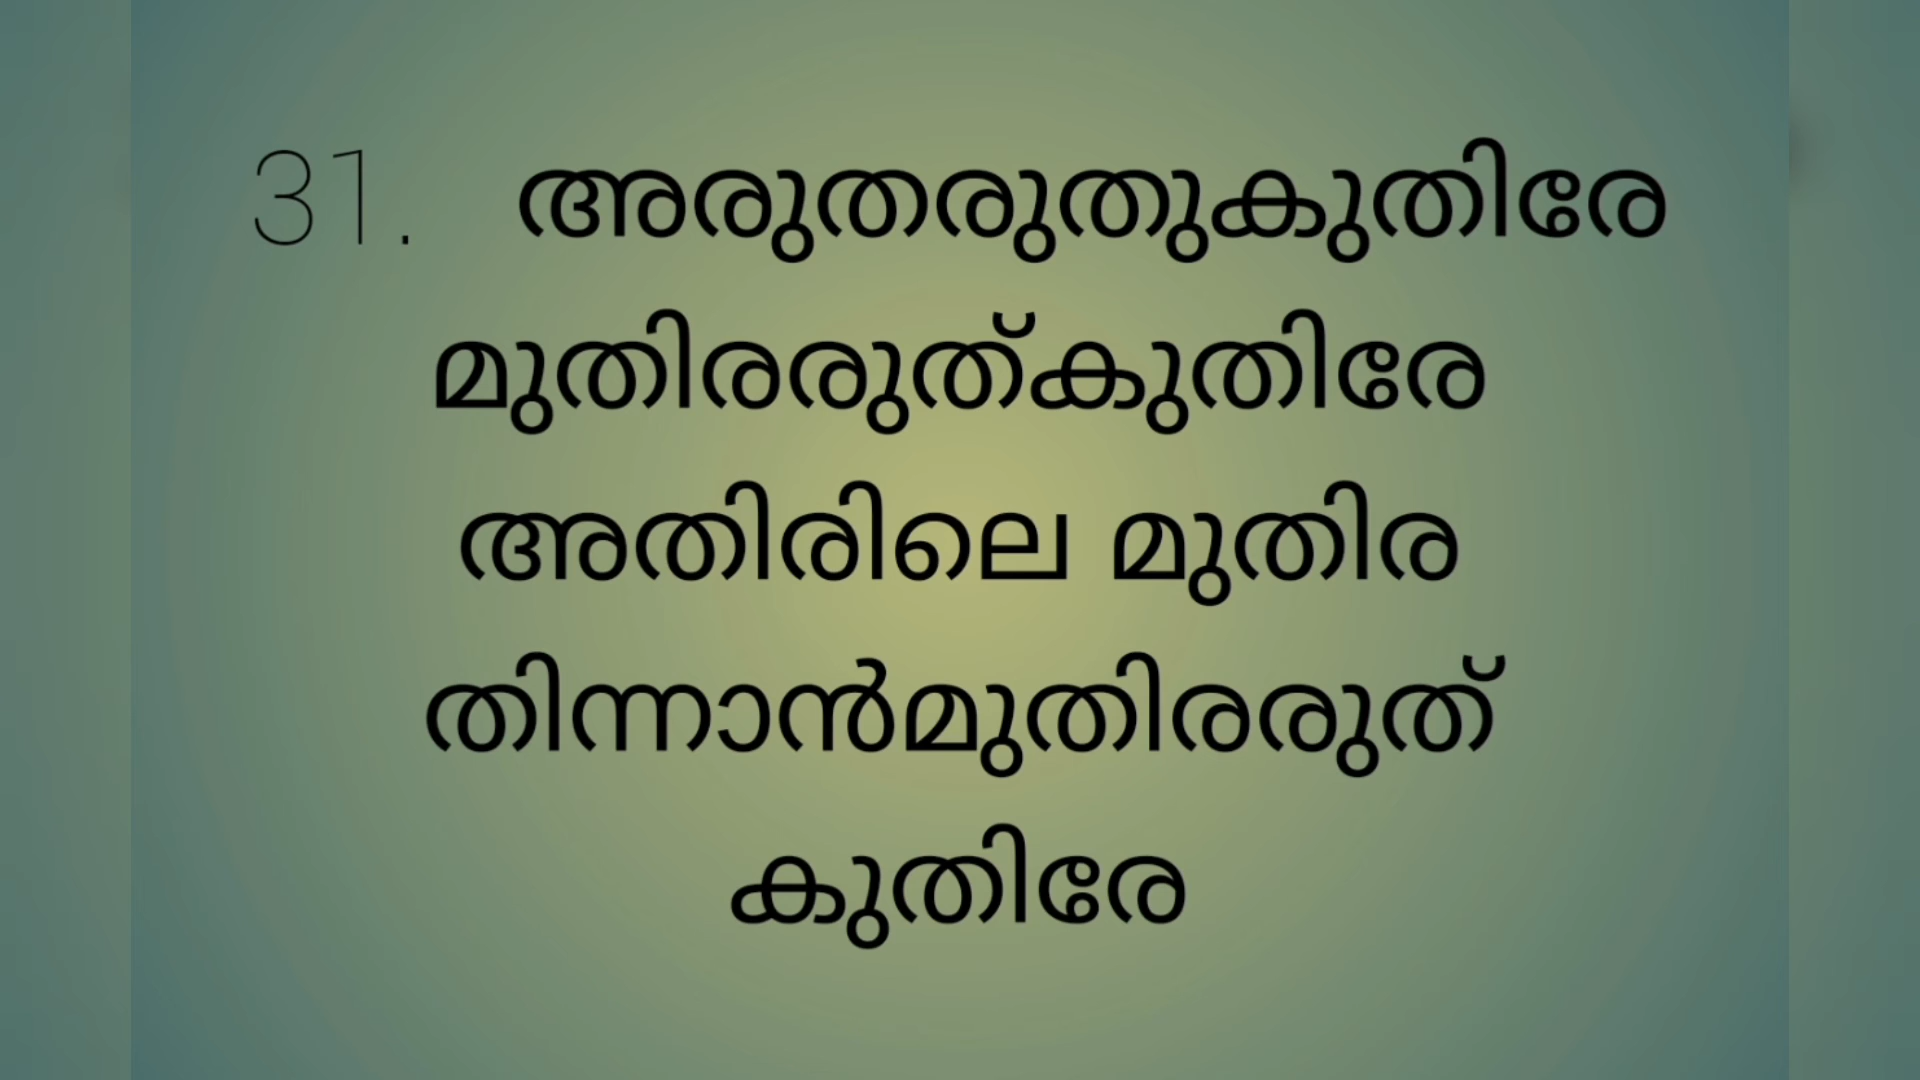 31. അരുതരുതുകുതിരേ
മുതിരരുത്കുതിരേ
അതിരിലെ മുതിര
തിന്നാൻമുതിരരുത്
കുതിരേ